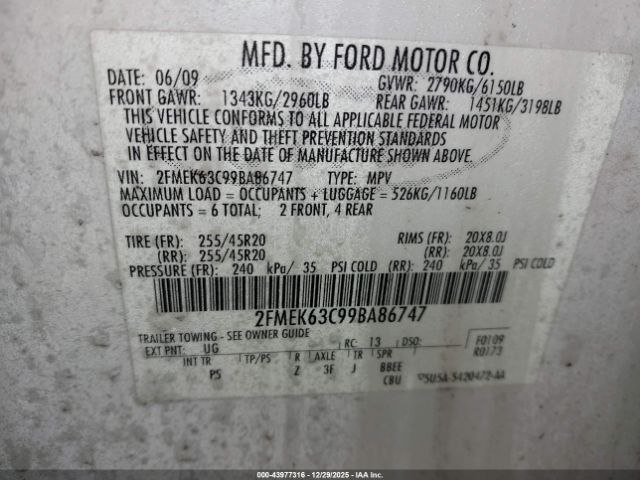 MFD. BY FORD MOTOR CO.
DATE: 06/09 GVWR: 2790KG/6150LB
FRONT GAWR: 1343KG/2960LB REAR GAWR: 1451KG/3198LB
THIS VEHICLE CONFORMS TO ALL APPLICABLE FEDERAL MOTOR
VEHICLE SAFETY AND THEFT PREVENTION STANDARDS
IN EFFECT ON THE DATE OF MANUFACTURE SHOWN ABOVE.
VIN: 2FMEK63C99BA86747 TYPE: MPV
MAXIMUM LOAD = OCCUPANTS + LUGGAGE = 526KG/1160LB
OCCUPANTS = 6 TOTAL; 2 FRONT, 4 REAR
TIRE (FR): 255/45R20 RIMS (FR): 20X8.0J
(RR): 255/45R20 (RR): 20X8.0J
PRESSURE (FR): 240 kPa/ 35 PSI COLD (RR): 240 kPa/ 35 PSI COLD
2FMEK63C99BA86747
TRAILER TOWING - SEE OWNER GUIDE
EXT PNT: UG RC: 13 DSO: F0109
INT TR TP/PS R AXLE TR SPR R0173
PS Z 3F J BBEE
CBU 5U5A-5420472-AA
000-43977316 - 12/29/2025 - IAA Inc.